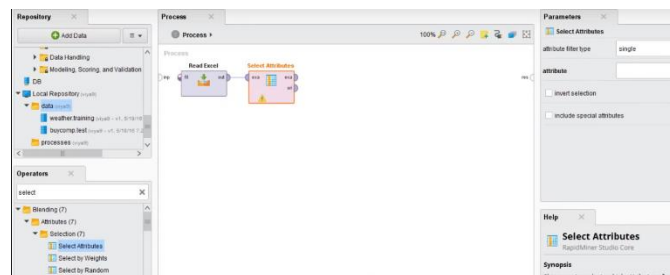 Repository
Add Data
Data Handling
Modeling, Scoring, and Validation
DB
Local Repository
data
weather.training
buycomp.test
processes
Operators
select
Blending (7)
Attributes (7)
Selection (7)
Select Attributes
Select by Weights
Select by Random
Process
Process
100%
Process
Read Excel
Select Attributes
inp
fil
out
exa
exa
ori
res
Parameters
Select Attributes
attribute filter type
single
attribute
invert selection
include special attributes
Help
Select Attributes
RapidMiner Studio Core
Synopsis